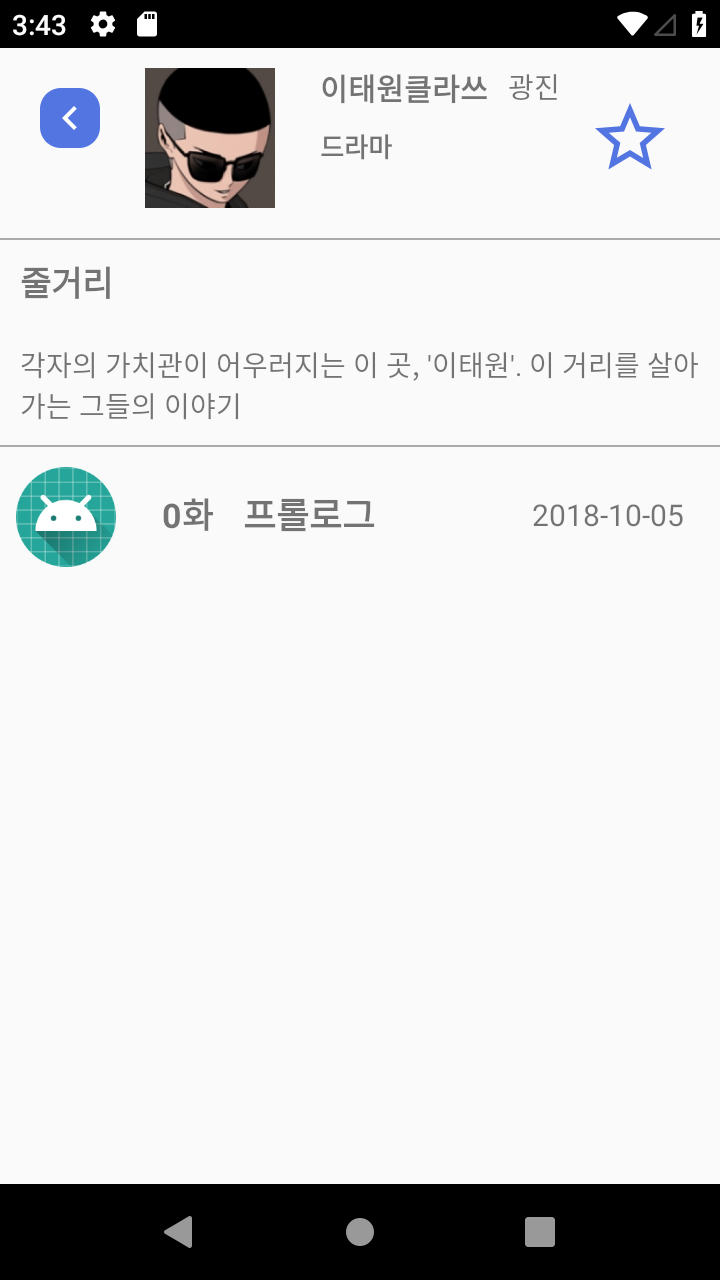 3:43
이태원클라쓰 광진
드라마
줄거리
각자의 가치관이 어우러지는 이 곳, '이태원'. 이 거리를 살아
가는 그들의 이야기
0화 프롤로그 2018-10-05